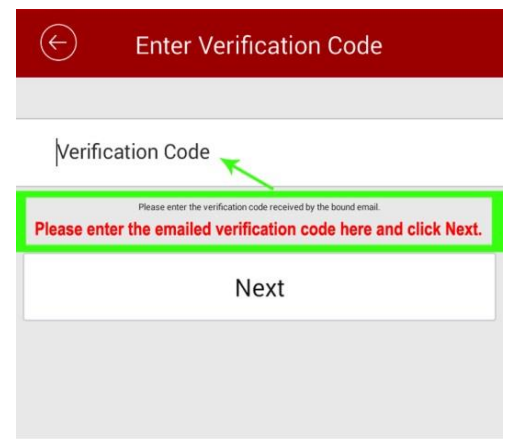 Enter Verification Code
Verification Code
Please enter the verification code received by the bound email.
Please enter the emailed verification code here and click Next.
Next